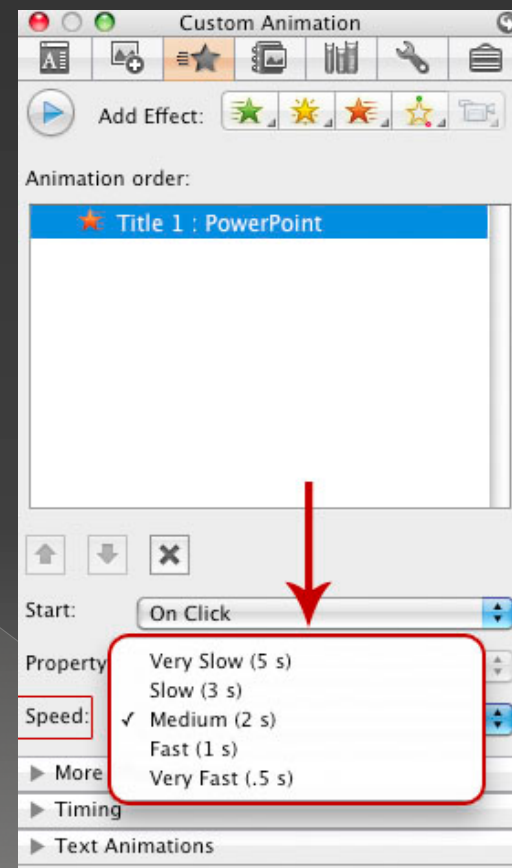 Custom Animation
A
Add Effect:
Animation order:
Title 1 : PowerPoint
Start: On Click
Property
Very Slow (5 s)
Slow (3 s)
Speed: ✓ Medium (2 s)
Fast (1 s)
Very Fast (.5 s)
More
Timing
Text Animations